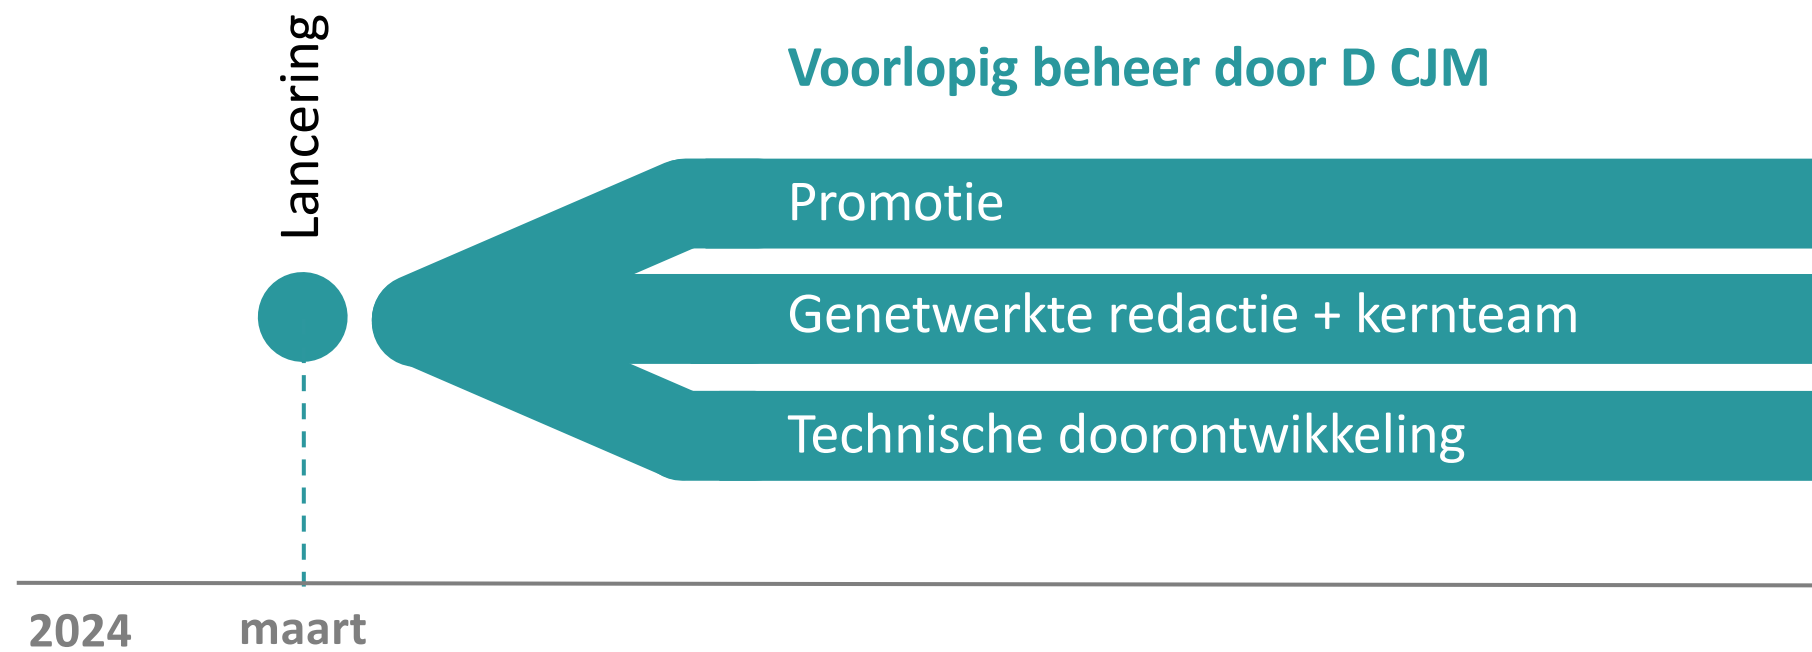 Lancering
Voorlopig beheer door D CJM
Promotie
Genetwerkte redactie + kernteam
Technische doorontwikkeling
2024
maart